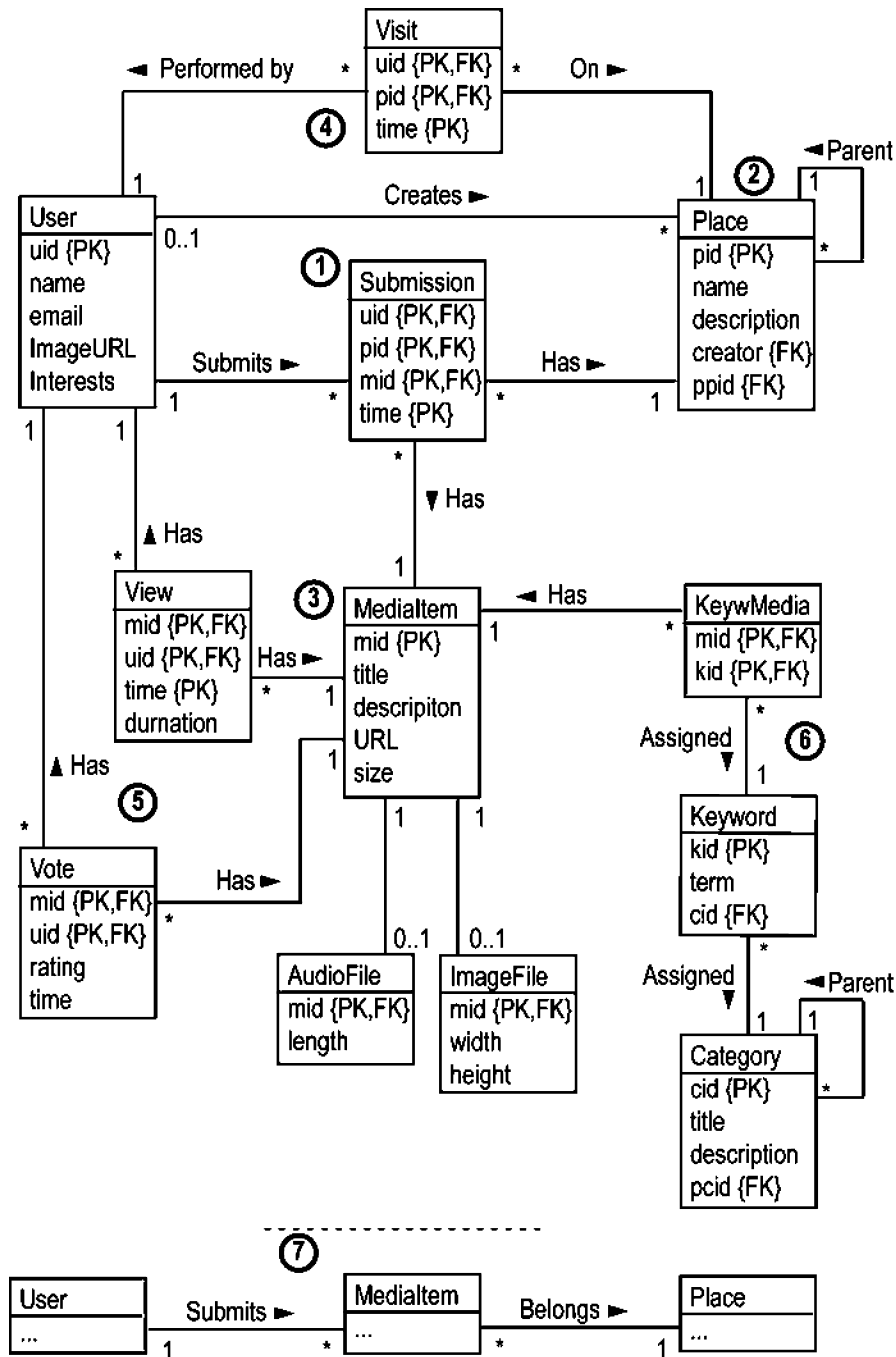 Visit
uid {PK,FK}
pid {PK,FK}
time {PK}
◄ Performed by
*
*
On ►
4
1
1
2
◄ Parent
1
*
User
uid {PK}
name
email
ImageURL
Interests
Creates ►
0..1
*
Place
pid {PK}
name
description
creator {FK}
ppid {FK}
1
Submission
uid {PK,FK}
pid {PK,FK}
mid {PK,FK}
time {PK}
Submits ►
1
*
Has ►
*
1
1
1
*
▼ Has
1
▲ Has
*
View
mid {PK,FK}
uid {PK,FK}
time {PK}
durnation
Has ►
*
1
3
MediaItem
mid {PK}
title
descripiton
URL
size
◄ Has
1
*
KeywMedia
mid {PK,FK}
kid {PK,FK}
*
Assigned
▼
6
1
▲ Has
5
*
1
Vote
mid {PK,FK}
uid {PK,FK}
rating
time
Has ►
*
1
1
0..1
0..1
AudioFile
mid {PK,FK}
length
ImageFile
mid {PK,FK}
width
height
Keyword
kid {PK}
term
cid {FK}
*
Assigned
▼
1
◄ Parent
1
*
Category
cid {PK}
title
description
pcid {FK}
7
User
...
Submits ►
1
*
MediaItem
...
Belongs ►
*
1
Place
...